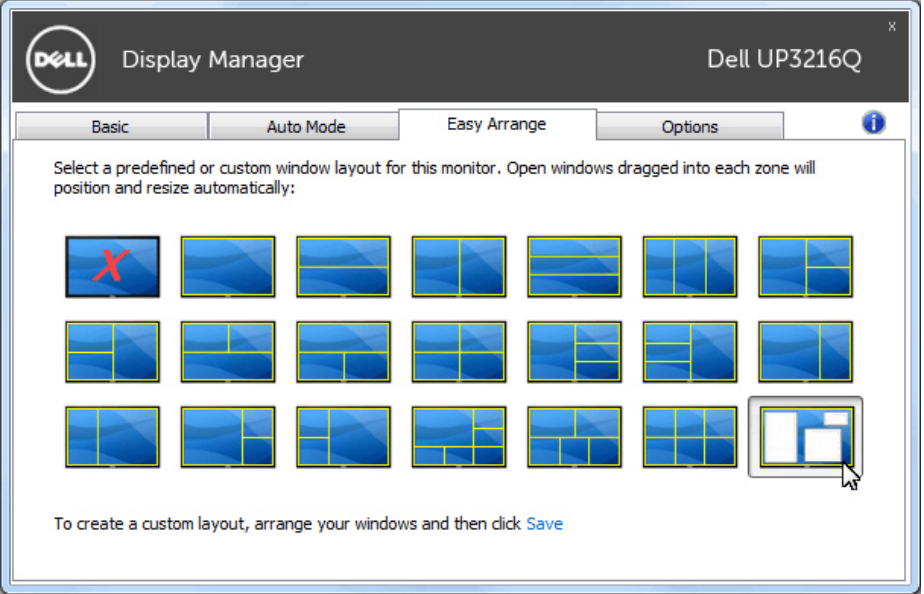 x
DELL
Display Manager
Dell UP3216Q
Basic
Auto Mode
Easy Arrange
Options
i
Select a predefined or custom window layout for this monitor. Open windows dragged into each zone will
position and resize automatically:
X
To create a custom layout, arrange your windows and then click Save